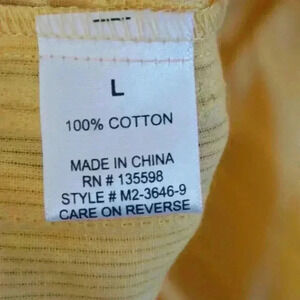 L
100% COTTON
MADE IN CHINA
RN # 135598
STYLE # M2-3646-9
CARE ON REVERSE